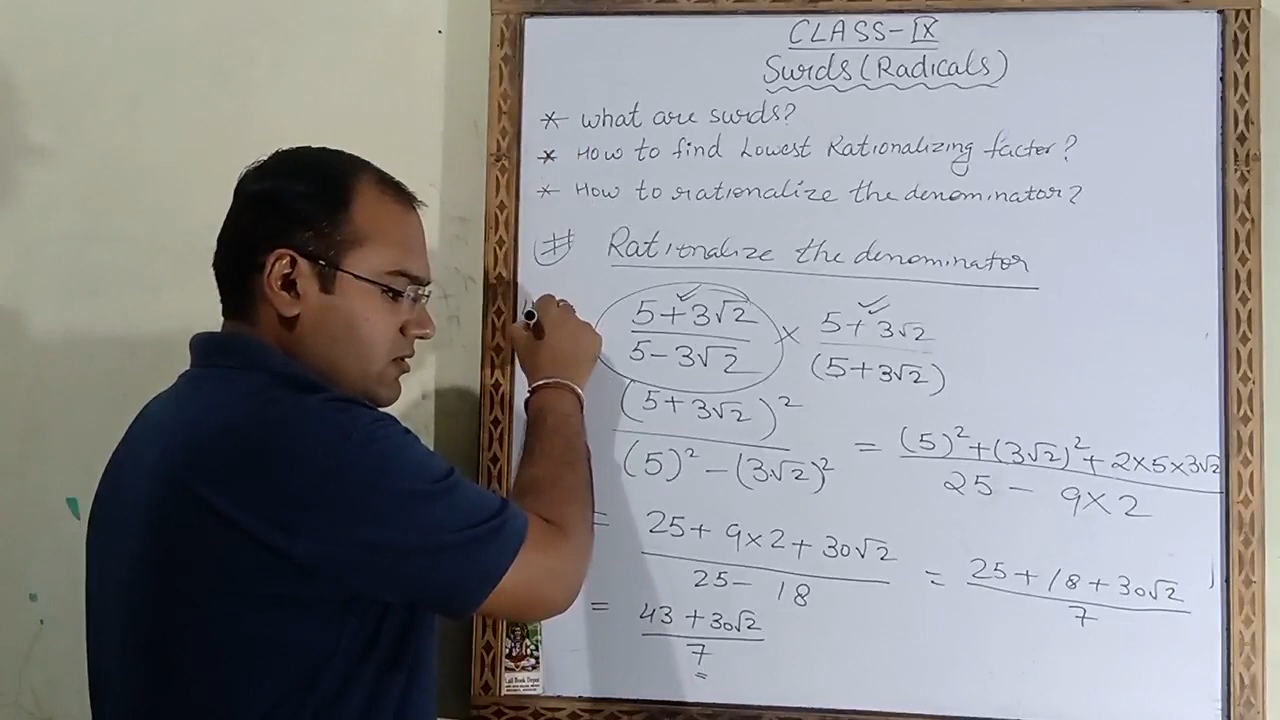 CLASS-IX
Surds (Radicals)
* What are surds?
* How to find Lowest Rationalizing factor?
* How to rationalize the denominator?
# Rationalize the denominator
5+3√2 / 5-3√2 × 5+3√2 / (5+3√2)
(5+3√2)² / (5)²-(3√2)² = (5)²+(3√2)²+2×5×3√2 / 25-9×2
= 25+9×2+30√2 / 25-18 = 25+18+30√2 / 7
= 43+30√2 / 7
Lall Book Depot